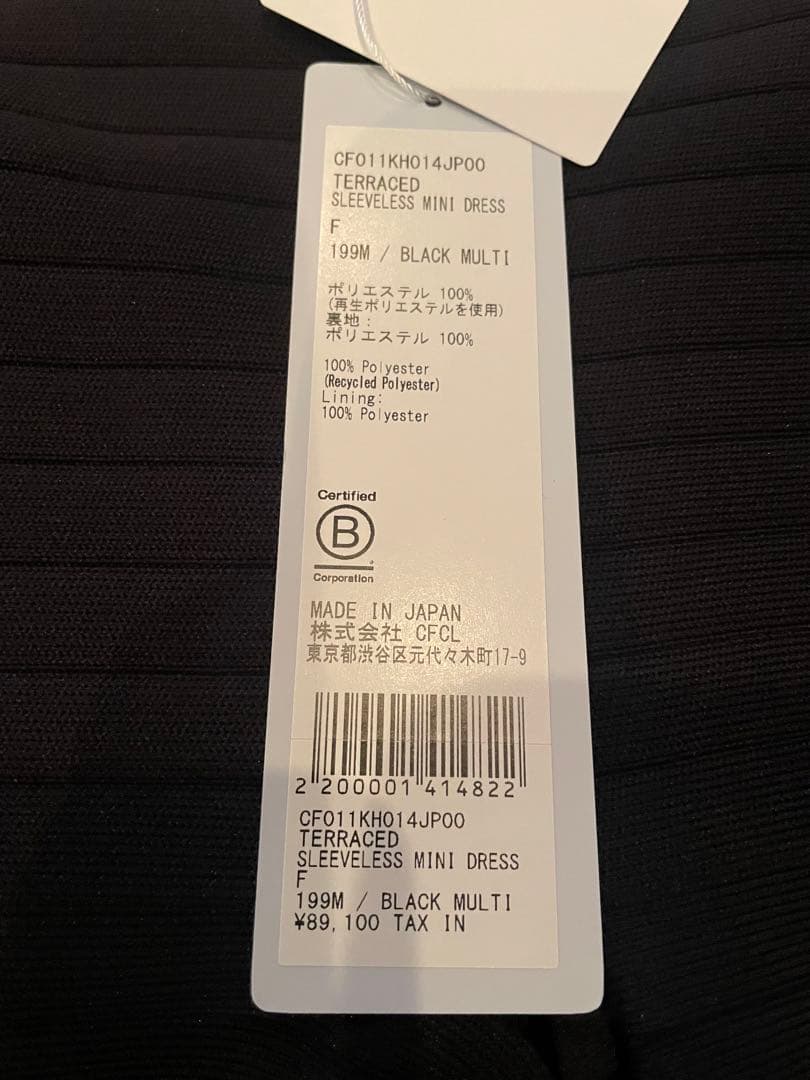 CF011KH014JP00
TERRACED
SLEEVELESS MINI DRESS
F
199M / BLACK MULTI
ポリエステル 100%
(再生ポリエステルを使用)
裏地:
ポリエステル 100%
100% Polyester
(Recycled Polyester)
Lining:
100% Polyester
Certified
B
Corporation
MADE IN JAPAN
株式会社 CFCL
東京都渋谷区元代々木町17-9
2 200001 414822
CF011KH014JP00
TERRACED
SLEEVELESS MINI DRESS
F
199M / BLACK MULTI
¥89,100 TAX IN